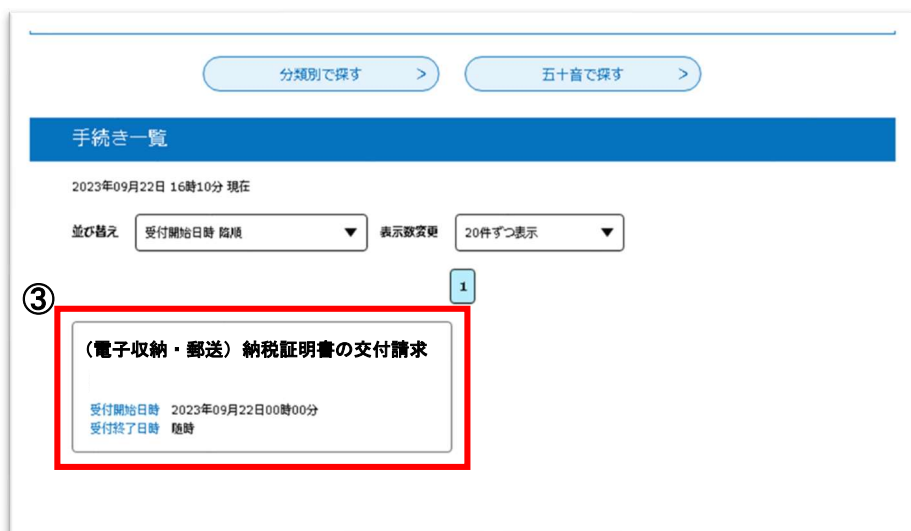 分類別で探す >
五十音で探す >
手続き一覧
2023年09月22日 16時10分 現在
並び替え 受付開始日時 降順 ▼ 表示数変更 20件ずつ表示 ▼
1
③
(電子収納・郵送)納税証明書の交付請求
受付開始日時 2023年09月22日00時00分
受付終了日時 随時